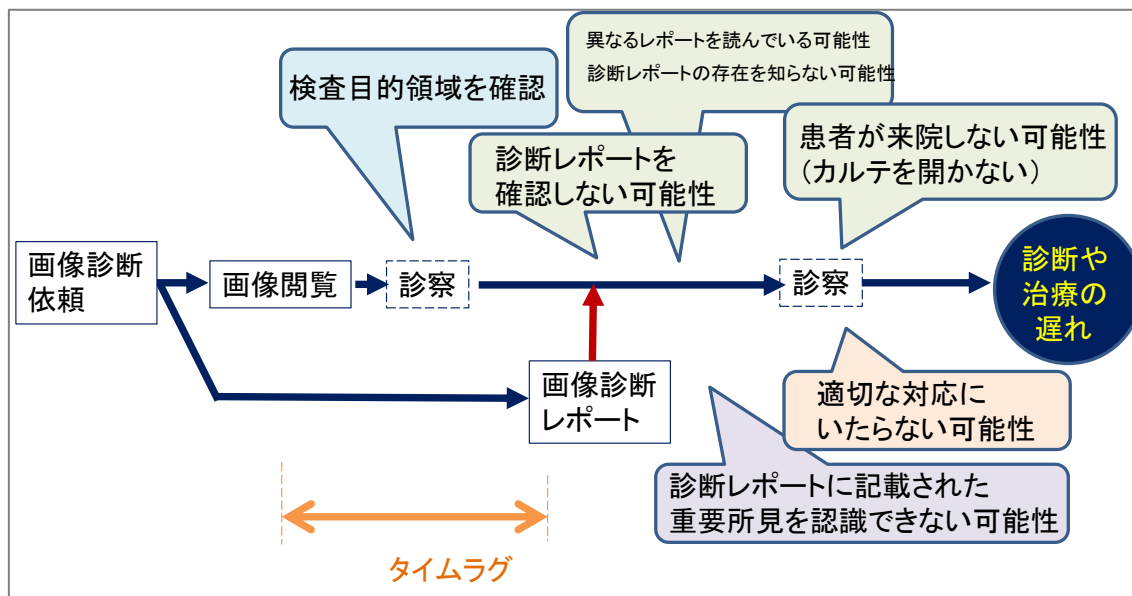 異なるレポートを読んでいる可能性
診断レポートの存在を知らない可能性
検査目的領域を確認
患者が来院しない可能性
（カルテを開かない）
診断レポートを
確認しない可能性
画像診断
依頼
画像閲覧
診察
診察
診断や
治療の
遅れ
画像診断
レポート
適切な対応に
いたらない可能性
診断レポートに記載された
重要所見を認識できない可能性
タイムラグ